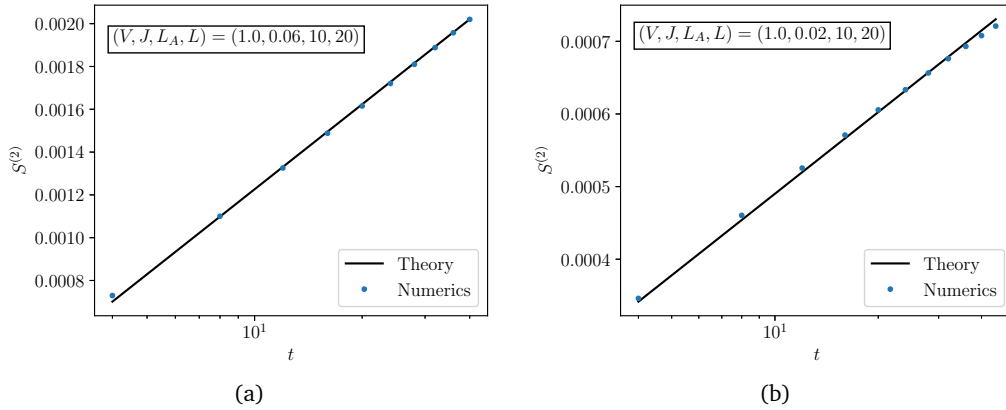 0.0020
0.0018
0.0016
0.0014
0.0012
0.0010
0.0008
S^{(2)}
(V, J, L_A, L) = (1.0, 0.06, 10, 20)
Theory
Numerics
10^1
t
(a)
0.0007
0.0006
0.0005
0.0004
S^{(2)}
(V, J, L_A, L) = (1.0, 0.02, 10, 20)
Theory
Numerics
10^1
t
(b)